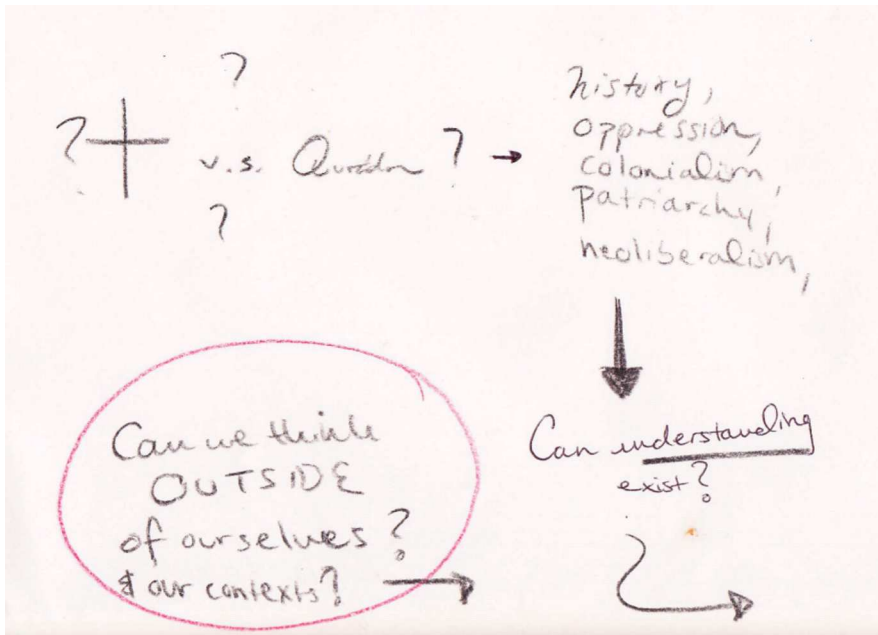 ?
? v.s. ? →
?
history,
oppression,
colonialism,
patriarchy,
neoliberalism,
Can understanding
exist?
Can we think
OUTSIDE
of ourselves?
& our contexts?